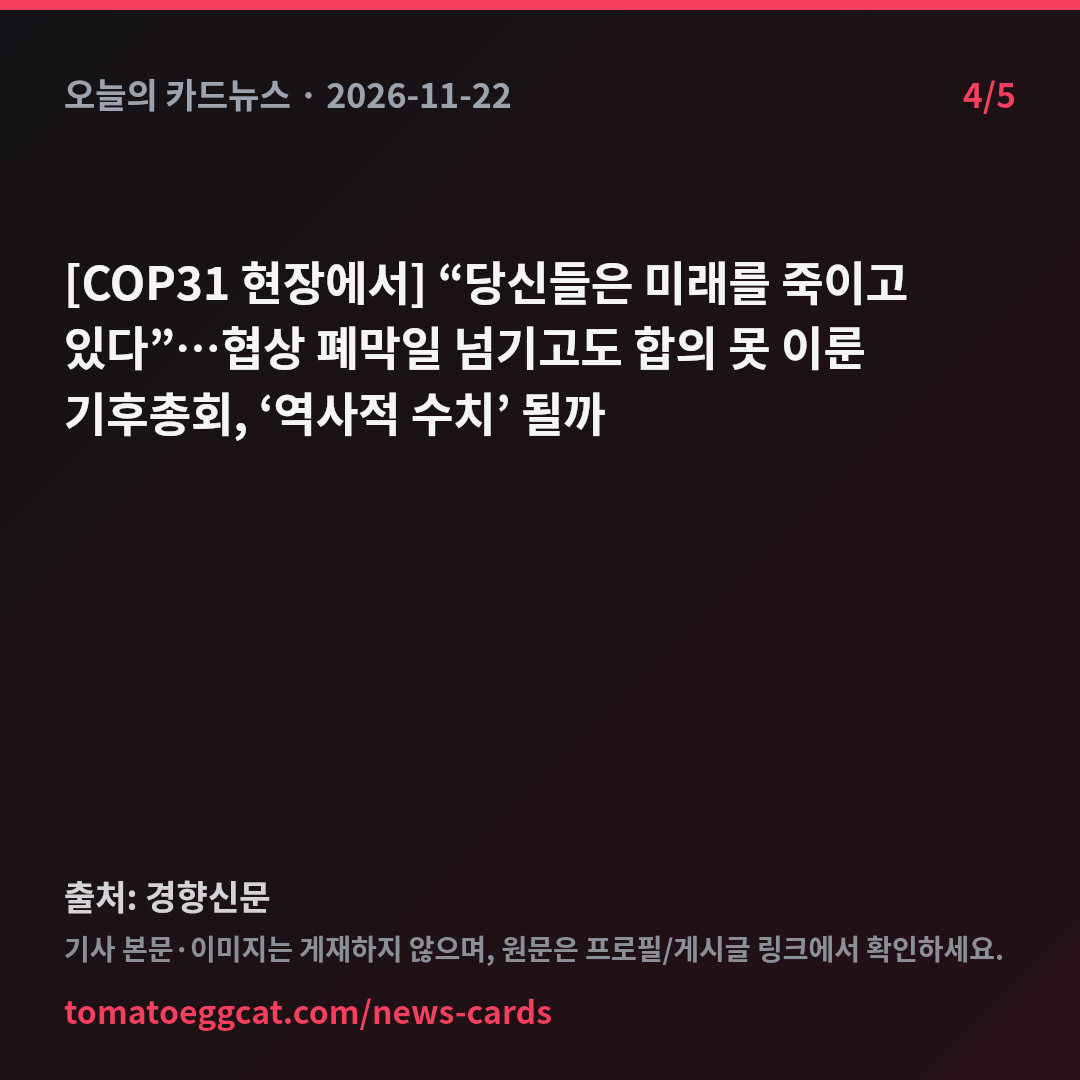 오늘의 카드뉴스 · 2026-11-22
4/5
[COP31 현장에서] “당신들은 미래를 죽이고
있다”…협상 폐막일 넘기고도 합의 못 이룬
기후총회, ‘역사적 수치’ 될까
출처: 경향신문
기사 본문·이미지는 게재하지 않으며, 원문은 프로필/게시글 링크에서 확인하세요.
tomatoeggcat.com/news-cards